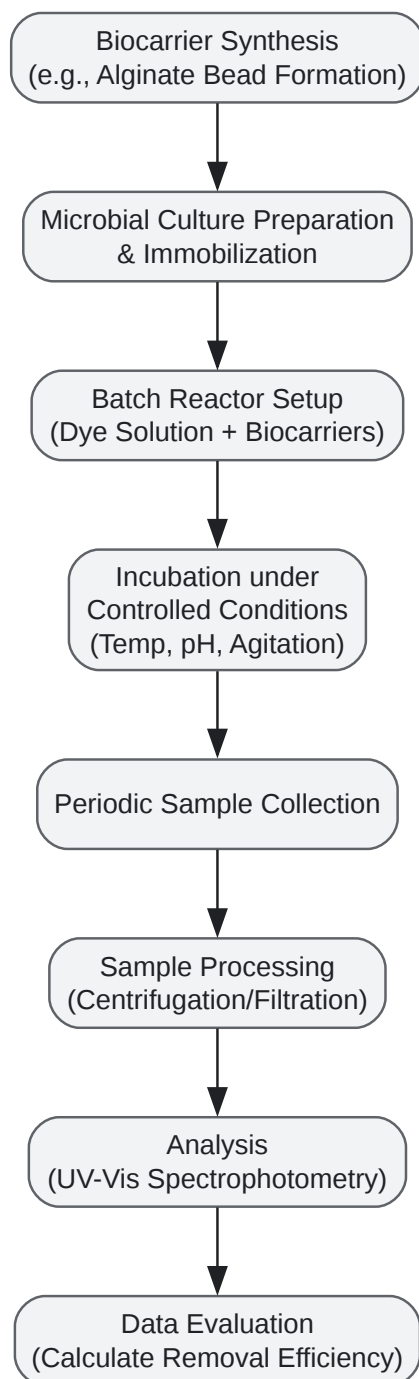 Biocarrier Synthesis
(e.g., Alginate Bead Formation)
Microbial Culture Preparation
& Immobilization
Batch Reactor Setup
(Dye Solution + Biocarriers)
Incubation under
Controlled Conditions
(Temp, pH, Agitation)
Periodic Sample Collection
Sample Processing
(Centrifugation/Filtration)
Analysis
(UV-Vis Spectrophotometry)
Data Evaluation
(Calculate Removal Efficiency)